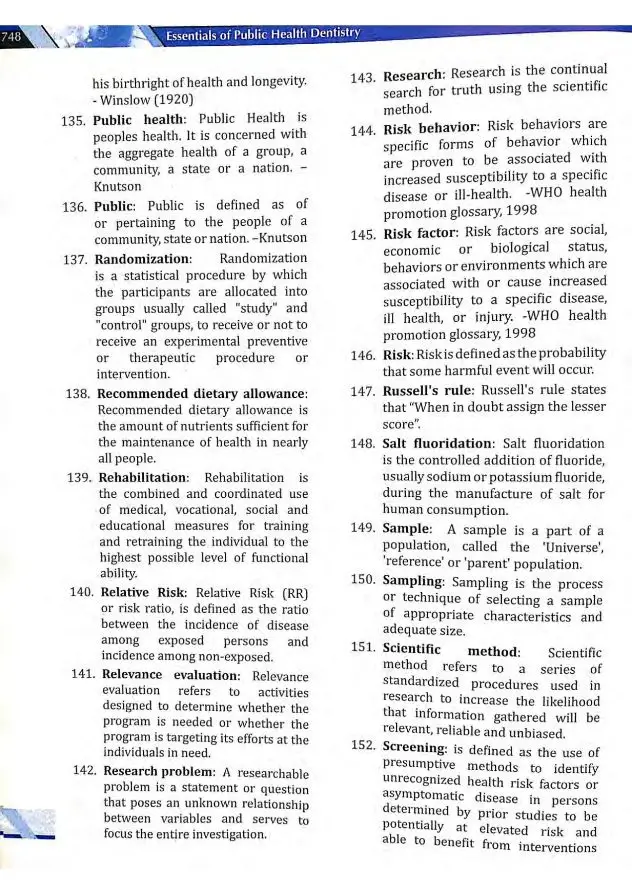 748
Essentials of Public Health Dentistry
his birthright of health and longevity.
- Winslow (1920)
135. Public health: Public Health is
peoples health. It is concerned with
the aggregate health of a group, a
community, a state or a nation. –
Knutson
136. Public: Public is defined as of
or pertaining to the people of a
community, state or nation. –Knutson
137. Randomization: Randomization
is a statistical procedure by which
the participants are allocated into
groups usually called "study" and
"control" groups, to receive or not to
receive an experimental preventive
or therapeutic procedure or
intervention.
138. Recommended dietary allowance:
Recommended dietary allowance is
the amount of nutrients sufficient for
the maintenance of health in nearly
all people.
139. Rehabilitation: Rehabilitation is
the combined and coordinated use
of medical, vocational, social and
educational measures for training
and retraining the individual to the
highest possible level of functional
ability.
140. Relative Risk: Relative Risk (RR)
or risk ratio, is defined as the ratio
between the incidence of disease
among exposed persons and
incidence among non-exposed.
141. Relevance evaluation: Relevance
evaluation refers to activities
designed to determine whether the
program is needed or whether the
program is targeting its efforts at the
individuals in need.
142. Research problem: A researchable
problem is a statement or question
that poses an unknown relationship
between variables and serves to
focus the entire investigation.
143. Research: Research is the continual
search for truth using the scientific
method.
144. Risk behavior: Risk behaviors are
specific forms of behavior which
are proven to be associated with
increased susceptibility to a specific
disease or ill-health. -WHO health
promotion glossary, 1998
145. Risk factor: Risk factors are social,
economic or biological status,
behaviors or environments which are
associated with or cause increased
susceptibility to a specific disease,
ill health, or injury. -WHO health
promotion glossary, 1998
146. Risk: Risk is defined as the probability
that some harmful event will occur.
147. Russell's rule: Russell's rule states
that “When in doubt assign the lesser
score”.
148. Salt fluoridation: Salt fluoridation
is the controlled addition of fluoride,
usually sodium or potassium fluoride,
during the manufacture of salt for
human consumption.
149. Sample: A sample is a part of a
population, called the 'Universe',
'reference' or 'parent' population.
150. Sampling: Sampling is the process
or technique of selecting a sample
of appropriate characteristics and
adequate size.
151. Scientific method: Scientific
method refers to a series of
standardized procedures used in
research to increase the likelihood
that information gathered will be
relevant, reliable and unbiased.
152. Screening: is defined as the use of
presumptive methods to identify
unrecognized health risk factors or
asymptomatic disease in persons
determined by prior studies to be
potentially at elevated risk and
able to benefit from interventions